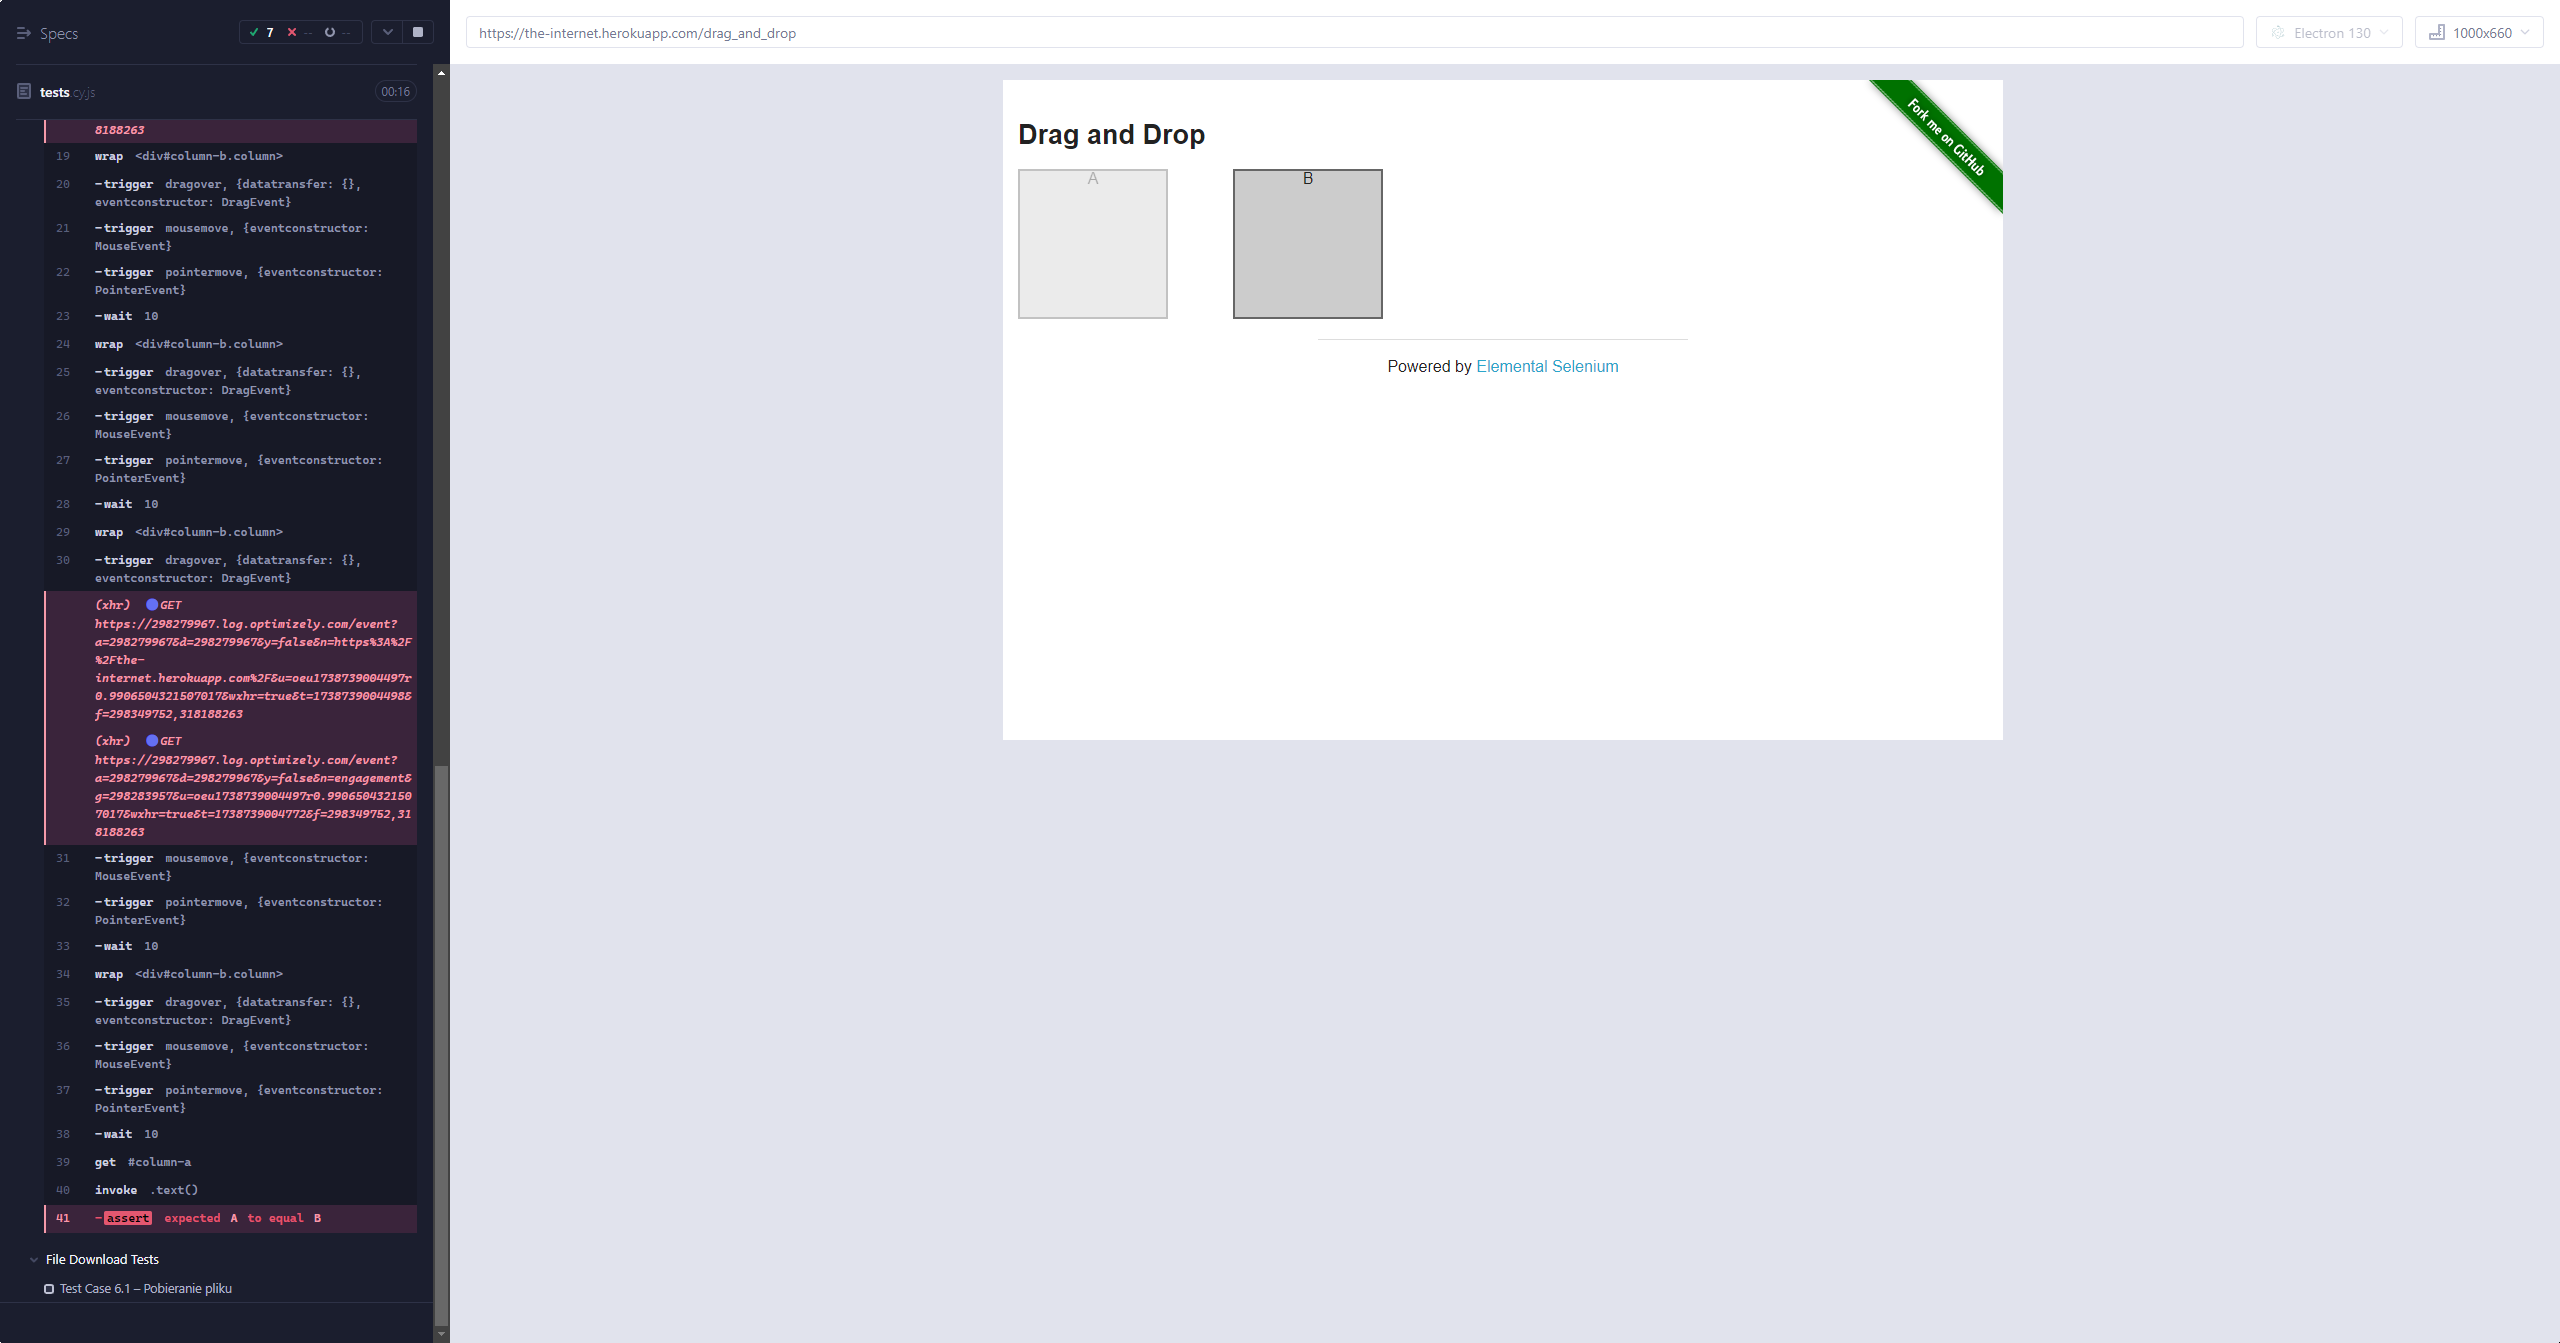 Specs
7 -- --
tests.cy.js 00:16
8188263
19 wrap <div#column-b.column>
20 -trigger dragover, {datatransfer: {},
eventconstructor: DragEvent}
21 -trigger mousemove, {eventconstructor:
MouseEvent}
22 -trigger pointermove, {eventconstructor:
PointerEvent}
23 -wait 10
24 wrap <div#column-b.column>
25 -trigger dragover, {datatransfer: {},
eventconstructor: DragEvent}
26 -trigger mousemove, {eventconstructor:
MouseEvent}
27 -trigger pointermove, {eventconstructor:
PointerEvent}
28 -wait 10
29 wrap <div#column-b.column>
30 -trigger dragover, {datatransfer: {},
eventconstructor: DragEvent}
(xhr) GET
https://298279967.log.optimizely.com/event?
a=298279967&d=298279967&y=false&n=https%3A%2F
%2Fthe-
internet.herokuapp.com%2F&u=oeu1738739004497r
0.9906504321507017&wxhr=true&t=1738739004498&
f=298349752,318188263
(xhr) GET
https://298279967.log.optimizely.com/event?
a=298279967&d=298279967&y=false&n=engagement&
g=298283957&u=oeu1738739004497r0.990650432150
7017&wxhr=true&t=1738739004772&f=298349752,31
8188263
31 -trigger mousemove, {eventconstructor:
MouseEvent}
32 -trigger pointermove, {eventconstructor:
PointerEvent}
33 -wait 10
34 wrap <div#column-b.column>
35 -trigger dragover, {datatransfer: {},
eventconstructor: DragEvent}
36 -trigger mousemove, {eventconstructor:
MouseEvent}
37 -trigger pointermove, {eventconstructor:
PointerEvent}
38 -wait 10
39 get #column-a
40 invoke .text()
41 -assert expected A to equal B
File Download Tests
Test Case 6.1 – Pobieranie pliku
https://the-internet.herokuapp.com/drag_and_drop
Electron 130
1000x660
Fork me on GitHub
Drag and Drop
A
B
Powered by Elemental Selenium